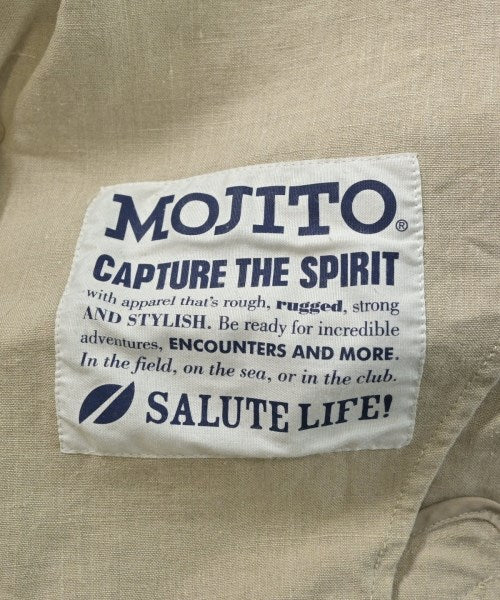 MOJITO®
CAPTURE THE SPIRIT
with apparel that's rough, rugged, strong
AND STYLISH. Be ready for incredible
adventures, ENCOUNTERS AND MORE.
In the field, on the sea, or in the club.
SALUTE LIFE!